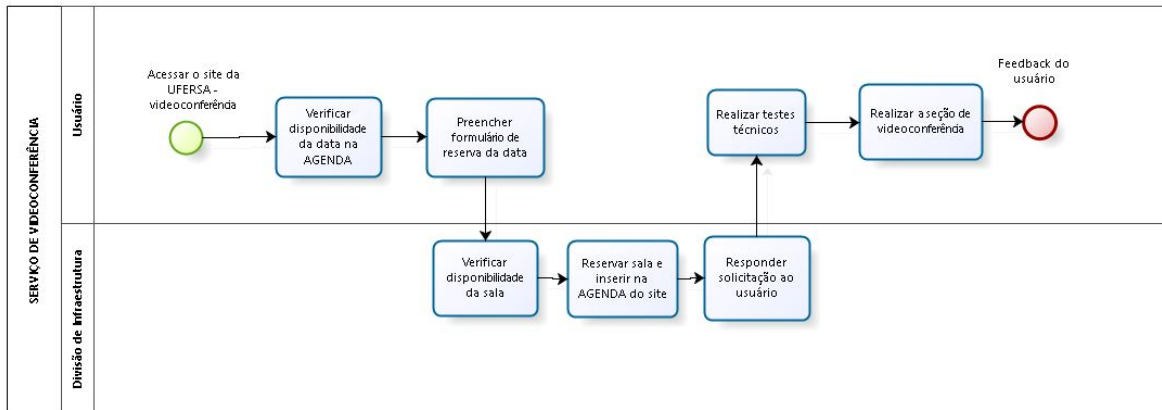 SERVIÇO DE VIDEOCONFERÊNCIA
Usuário
Acessar o site da
UFERSA -
videoconferência
Verificar
disponibilidade
da data na
AGENDA
Preencher
formulário de
reserva da data
Realizar testes
técnicos
Realizar a seção de
videoconferência
Feedback do
usuário
Divisão de Infraestrutura
Verificar
disponibilidade
da sala
Reservar sala e
inserir na
AGENDA do site
Responder
solicitação ao
usuário